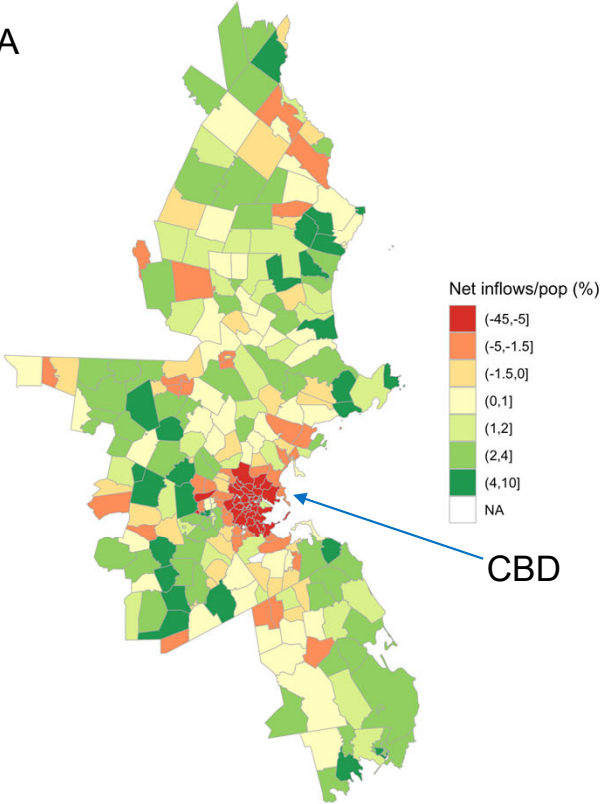 A
Net inflows/pop (%)
(-45,-5]
(-5,-1.5]
(-1.5,0]
(0,1]
(1,2]
(2,4]
(4,10]
NA
CBD